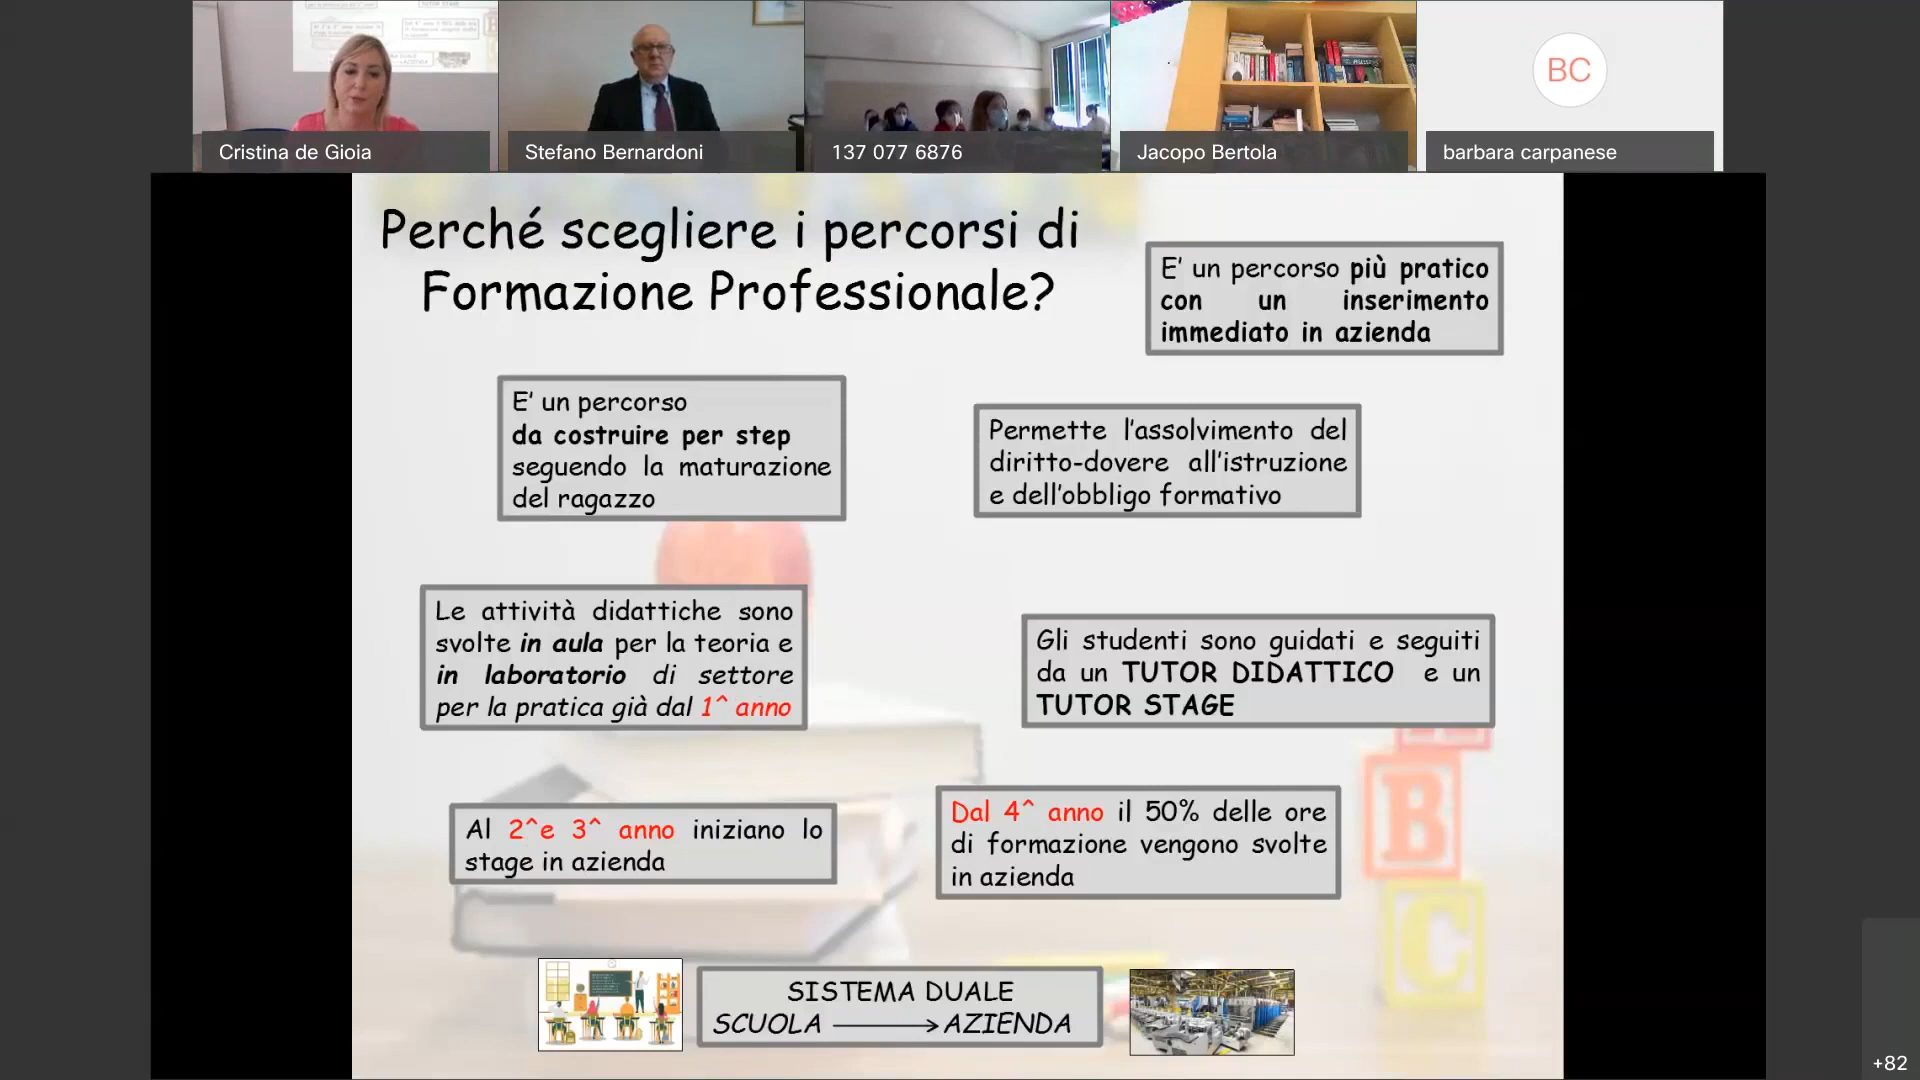 Cristina de Gioia
Stefano Bernardoni
137 077 6876
Jacopo Bertola
BC
barbara carpanese
Perché scegliere i percorsi di
Formazione Professionale?
E' un percorso più pratico
con un inserimento
immediato in azienda
E' un percorso
da costruire per step
seguendo la maturazione
del ragazzo
Permette l'assolvimento del
diritto-dovere all'istruzione
e dell'obbligo formativo
Le attività didattiche sono
svolte in aula per la teoria e
in laboratorio di settore
per la pratica già dal 1^ anno
Gli studenti sono guidati e seguiti
da un TUTOR DIDATTICO e un
TUTOR STAGE
Al 2^e 3^ anno iniziano lo
stage in azienda
Dal 4^ anno il 50% delle ore
di formazione vengono svolte
in azienda
SISTEMA DUALE
SCUOLA → AZIENDA
B
C
+82